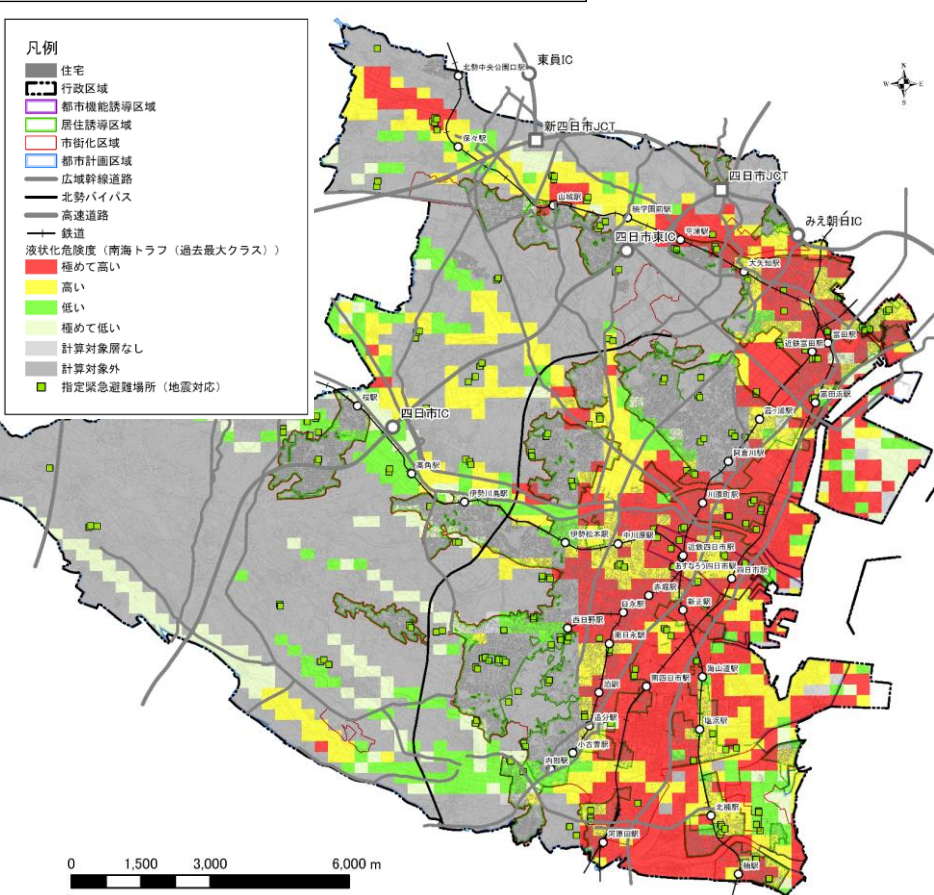 凡例
住宅
行政区域
都市機能誘導区域
居住誘導区域
市街化区域
都市計画区域
広域幹線道路
北勢バイパス
高速道路
鉄道
液状化危険度（南海トラフ（過去最大クラス））
極めて高い
高い
低い
極めて低い
計算対象層なし
計算対象外
指定緊急避難場所（地震対応）
N
W
E
S
北勢中央公園口駅
東員IC
新四日市JCT
保々駅
四日市JCT
山城駅
暁学園前駅
みえ朝日IC
平津駅
四日市東IC
大矢知駅
富田駅
近鉄富田駅
富田浜駅
桜駅
四日市IC
霞ヶ浦駅
阿倉川駅
高角駅
伊勢川島駅
川原町駅
伊勢松本駅
中川原駅
近鉄四日市駅
あすなろう四日市駅
四日市駅
赤堀駅
日永駅
新正駅
西日野駅
南日永駅
海山道駅
泊駅
南四日市駅
追分駅
塩浜駅
小古曽駅
内部駅
北楠駅
河原田駅
楠駅
0
1,500
3,000
6,000 m